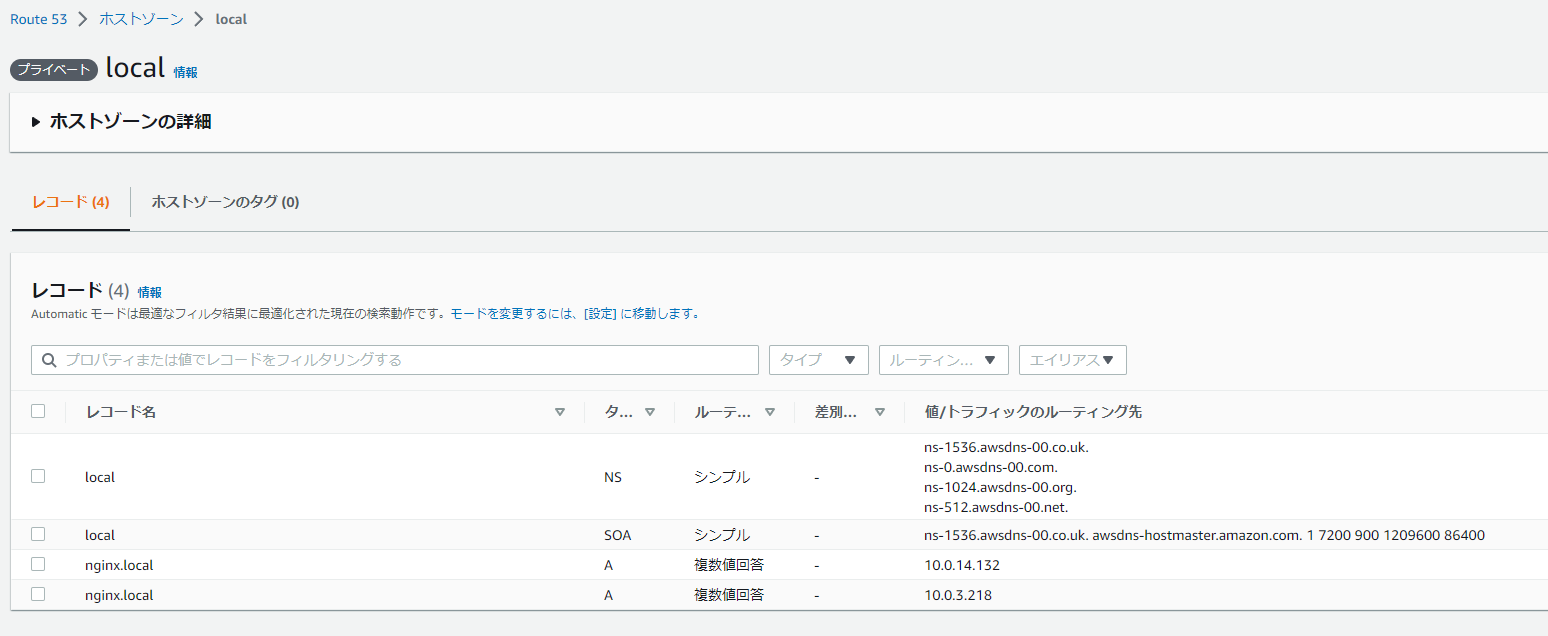 Route 53 > ホストゾーン > local
プライベート local 情報
ホストゾーンの詳細
レコード (4) ホストゾーンのタグ (0)
レコード (4) 情報
Automatic モードは最適なフィルタ結果に最適化された現在の検索動作です。モードを変更するには、[設定] に移動します。
プロパティまたは値でレコードをフィルタリングする タイプ ルーティン... エイリアス
レコード名 タ... ルーテ... 差別... 値/トラフィックのルーティング先
ns-1536.awsdns-00.co.uk.
ns-0.awsdns-00.com.
local NS シンプル -
ns-1024.awsdns-00.org.
ns-512.awsdns-00.net.
local SOA シンプル - ns-1536.awsdns-00.co.uk. awsdns-hostmaster.amazon.com. 1 7200 900 1209600 86400
nginx.local A 複数値回答 - 10.0.14.132
nginx.local A 複数値回答 - 10.0.3.218